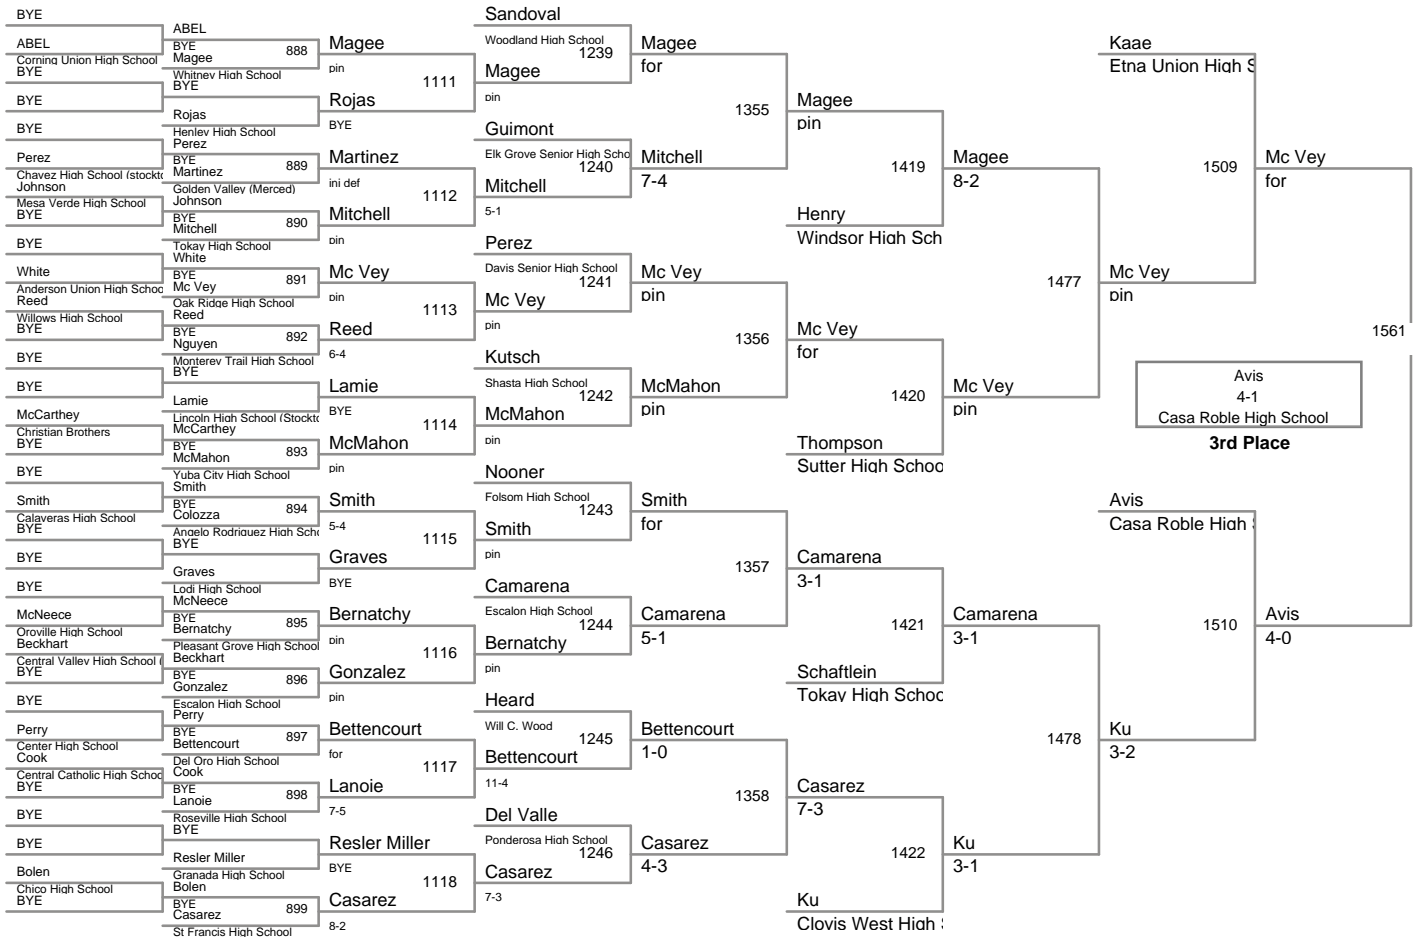 BYE
ABEL
Corning Union High School
BYE
BYE
BYE
Perez
Chavez High School (stockt
Johnson
Mesa Verde High School
BYE
BYE
White
Anderson Union High Schoo
Reed
Willows High School
BYE
BYE
BYE
McCarthey
Christian Brothers
BYE
BYE
Smith
Calaveras High School
BYE
BYE
BYE
McNeece
Oroville High School
Beckhart
Central Valley High School (
BYE
BYE
Perry
Center High School
Cook
Central Catholic High Schoo
BYE
BYE
BYE
Bolen
Chico High School
BYE
ABEL
BYE
888
Magee
Whitney High School
BYE
Rojas
Henley High School
Perez
BYE
889
Martinez
Golden Valley (Merced)
Johnson
BYE
890
Mitchell
Tokay High School
White
BYE
891
Mc Vey
Oak Ridge High School
Reed
BYE
892
Nguyen
Monterey Trail High School
BYE
Lamie
Lincoln High School (Stockt
McCarthey
BYE
893
McMahon
Yuba City High School
Smith
BYE
894
Colozza
Angelo Rodriguez High Sch
BYE
Graves
Lodi High School
McNeece
BYE
895
Bernatchy
Pleasant Grove High School
Beckhart
BYE
896
Gonzalez
Escalon High School
Perry
BYE
897
Bettencourt
Del Oro High School
Cook
BYE
898
Lanoie
Roseville High School
BYE
Resler Miller
Granada High School
Bolen
BYE
899
Casarez
St Francis High School
Magee
pin
1111
Rojas
BYE
Martinez
inj def
1112
Mitchell
pin
Mc Vey
pin
1113
Reed
6-4
Lamie
BYE
1114
McMahon
pin
Smith
5-4
1115
Graves
BYE
Bernatchy
pin
1116
Gonzalez
pin
Bettencourt
for
1117
Lanoie
7-5
Resler Miller
BYE
1118
Casarez
8-2
Sandoval
Woodland High School
1239
Magee
pin
Guimont
Elk Grove Senior High Scho
1240
Mitchell
5-1
Perez
Davis Senior High School
1241
Mc Vey
pin
Kutsch
Shasta High School
1242
McMahon
pin
Nooner
Folsom High School
1243
Smith
pin
Camarena
Escalon High School
1244
Bernatchy
pin
Heard
Will C. Wood
1245
Bettencourt
11-4
Del Valle
Ponderosa High School
1246
Casarez
7-3
Magee
for
1355
Mitchell
7-4
Mc Vey
pin
1356
McMahon
pin
Smith
for
1357
Camarena
5-1
Bettencourt
1-0
1358
Casarez
4-3
Magee
pin
1419
Henry
Windsor High Sch
Mc Vey
for
1420
Thompson
Sutter High Schoo
Camarena
3-1
1421
Schaftlein
Tokay High Schoo
Casarez
7-3
1422
Ku
Clovis West High
Magee
8-2
1477
Mc Vey
pin
Camarena
3-1
1478
Ku
3-1
Kaae
Etna Union High S
1509
Mc Vey
pin
Avis
Casa Roble High
1510
Ku
3-2
Mc Vey
for
1561
Avis
4-0
Avis
4-1
Casa Roble High School
3rd Place